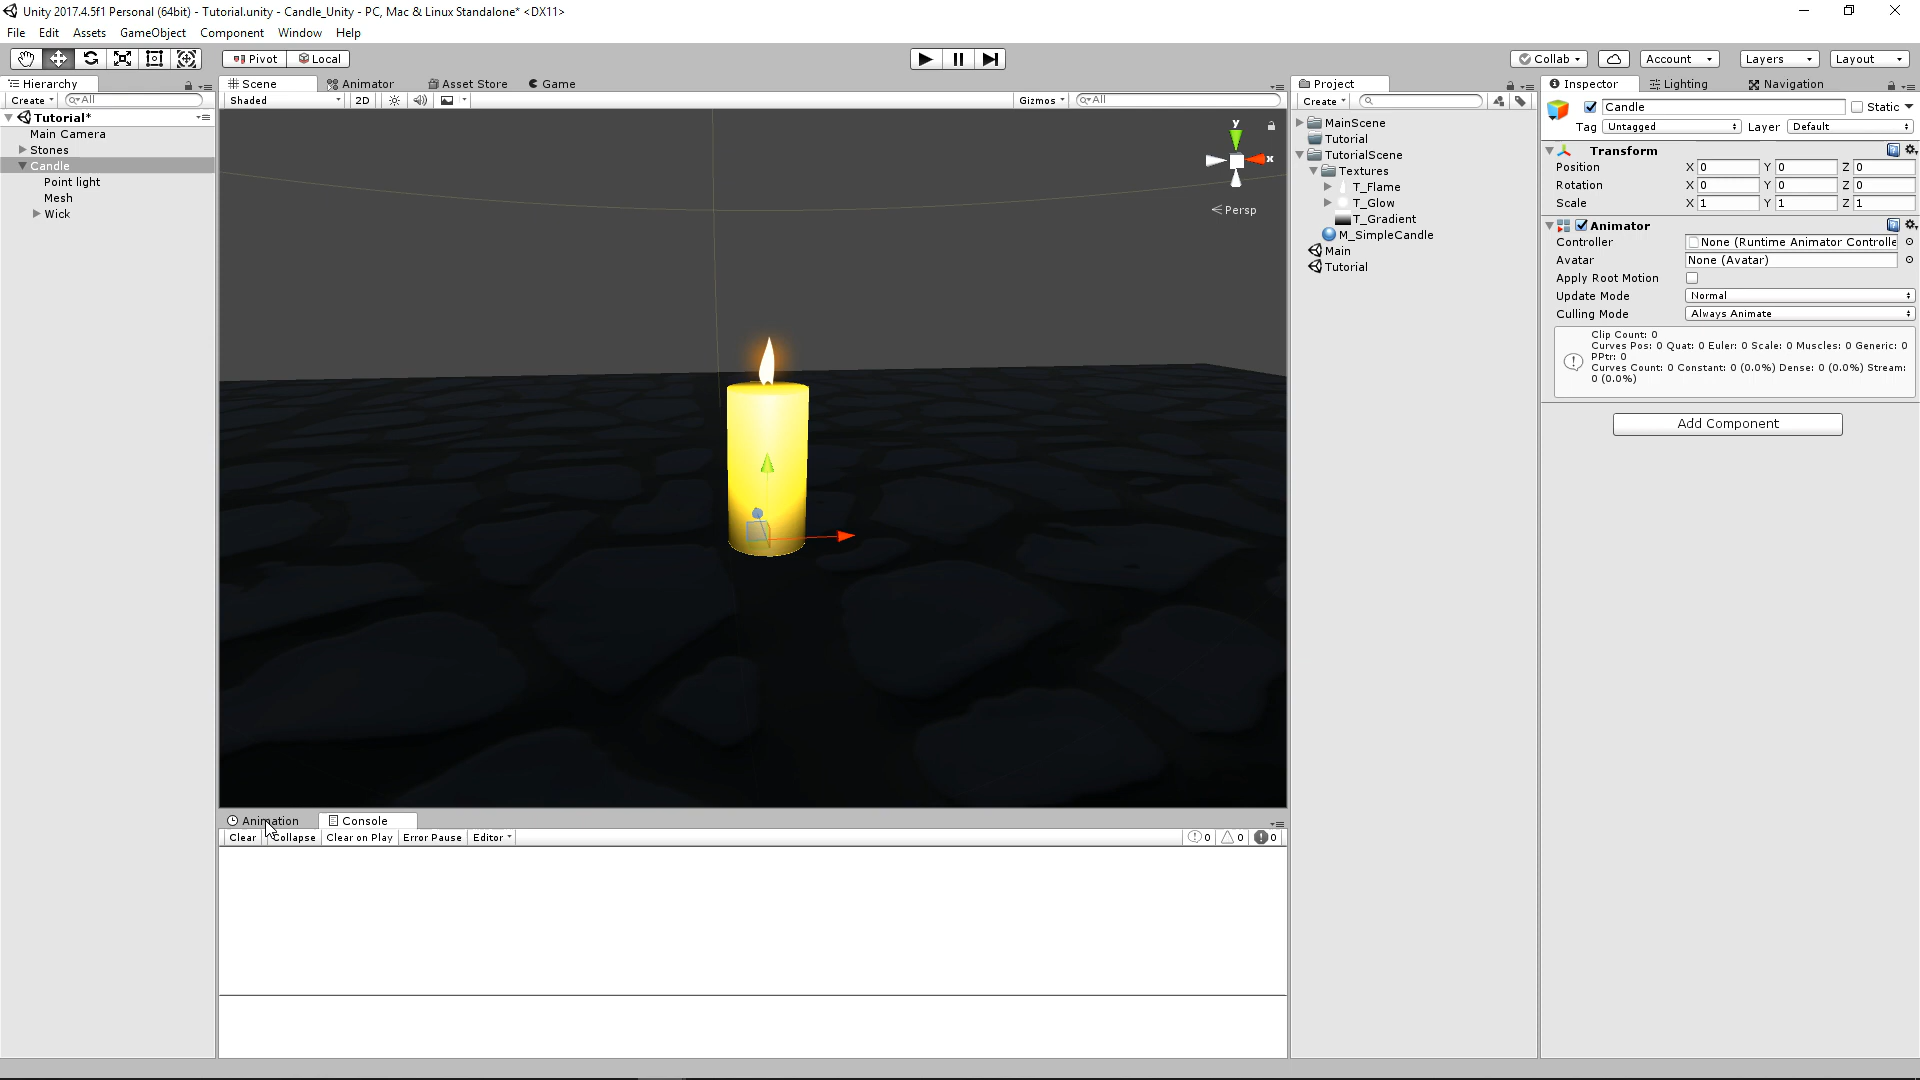 Unity 2017.4.5f1 Personal (64bit) - Tutorial.unity - Candle_Unity - PC, Mac & Linux Standalone* <DX11>
File Edit Assets GameObject Component Window Help
Pivot Local
Collab Account Layers Layout
Hierarchy
Create All
Tutorial*
Main Camera
Stones
Candle
Point light
Mesh
Wick
Scene Animator Asset Store Game
Shaded 2D Gizmos All
y
x
Persp
Animation Console
Clear Collapse Clear on Play Error Pause Editor 0 0 0
Project
Create
MainScene
Tutorial
TutorialScene
Textures
T_Flame
T_Glow
T_Gradient
M_SimpleCandle
Main
Tutorial
Inspector Lighting Navigation
Candle Static
Tag Untagged Layer Default
Transform
Position X 0 Y 0 Z 0
Rotation X 0 Y 0 Z 0
Scale X 1 Y 1 Z 1
Animator
Controller None (Runtime Animator Controlle
Avatar None (Avatar)
Apply Root Motion
Update Mode Normal
Culling Mode Always Animate
Clip Count: 0
Curves Pos: 0 Quat: 0 Euler: 0 Scale: 0 Muscles: 0 Generic: 0
PPtr: 0
Curves Count: 0 Constant: 0 (0.0%) Dense: 0 (0.0%) Stream:
0 (0.0%)
Add Component